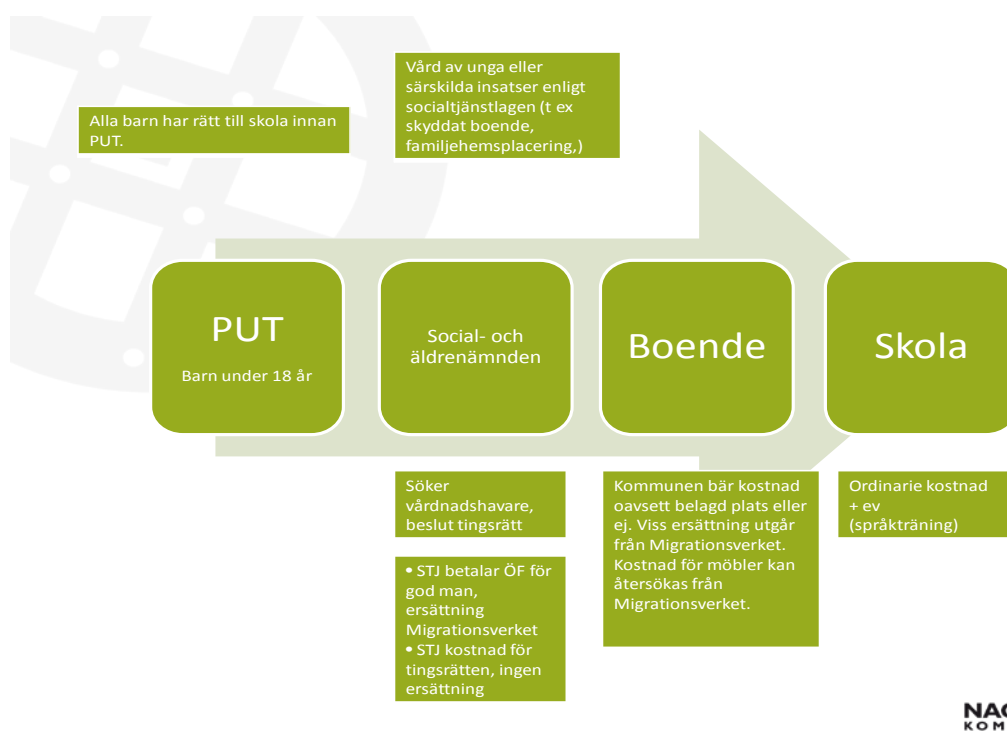 Alla barn har rätt till skola innan
PUT.
Vård av unga eller
särskilda insatser enligt
socialtjänstlagen (t ex
skyddat boende,
familjehemsplacering,)
PUT
Barn under 18 år
Social- och
äldrenämnden
Boende
Skola
Söker
vårdnadshavare,
beslut tingsrätt
• STJ betalar ÖF för
god man,
ersättning
Migrationsverket
• STJ kostnad för
tingsrätten, ingen
ersättning
Kommunen bär kostnad
oavsett belagd plats eller
ej. Viss ersättning utgår
från Migrationsverket.
Kostnad för möbler kan
återsökas från
Migrationsverket.
Ordinarie kostnad
+ ev
(språkträning)